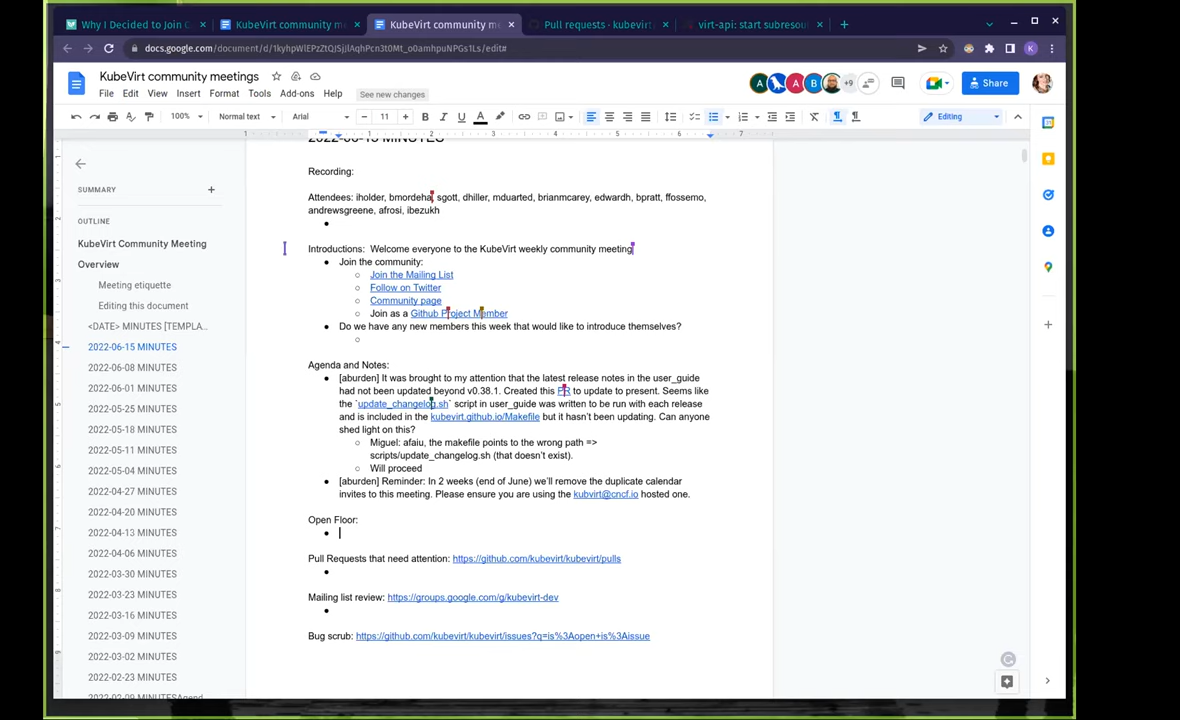 Why I Decided to Join C
KubeVirt community m
KubeVirt community me
Pull requests · kubevirt
virt-api: start subresou
docs.google.com/document/d/1kyhpWlEPzZtQJSjJlAqhPcn3t0Mt_o0amhpuNPGs1Ls/edit#
KubeVirt community meetings
File Edit View Insert Format Tools Add-ons Help
See new changes
+9
Share
100%
Normal text
Arial
11
Editing
SUMMARY
OUTLINE
KubeVirt Community Meeting
Overview
Meeting etiquette
Editing this document
<DATE> MINUTES [TEMPLA...
2022-06-15 MINUTES
2022-06-08 MINUTES
2022-06-01 MINUTES
2022-05-25 MINUTES
2022-05-18 MINUTES
2022-05-11 MINUTES
2022-05-04 MINUTES
2022-04-27 MINUTES
2022-04-20 MINUTES
2022-04-13 MINUTES
2022-04-06 MINUTES
2022-03-30 MINUTES
2022-03-23 MINUTES
2022-03-16 MINUTES
2022-03-09 MINUTES
2022-03-02 MINUTES
2022-02-23 MINUTES
2022-02-09 MINUTESAgend
2022-06-15 MINUTES
Recording:
Attendees: iholder, bmordeha, sgott, dhiller, mduarted, brianmcarey, edwardh, bpratt, ffossemo,
andrewsgreene, afrosi, ibezukh
Introductions: Welcome everyone to the KubeVirt weekly community meeting
Join the community:
Join the Mailing List
Follow on Twitter
Community page
Join as a Github Project Member
Do we have any new members this week that would like to introduce themselves?
Agenda and Notes:
[aburden] It was brought to my attention that the latest release notes in the user_guide
had not been updated beyond v0.38.1. Created this PR to update to present. Seems like
the `update_changelog.sh` script in user_guide was written to be run with each release
and is included in the kubevirt.github.io/Makefile but it hasn't been updating. Can anyone
shed light on this?
Miguel: afaiu, the makefile points to the wrong path =>
scripts/update_changelog.sh (that doesn't exist).
Will proceed
[aburden] Reminder: In 2 weeks (end of June) we'll remove the duplicate calendar
invites to this meeting. Please ensure you are using the kubvirt@cncf.io hosted one.
Open Floor:
Pull Requests that need attention: https://github.com/kubevirt/kubevirt/pulls
Mailing list review: https://groups.google.com/g/kubevirt-dev
Bug scrub: https://github.com/kubevirt/kubevirt/issues?q=is%3Aopen+is%3Aissue